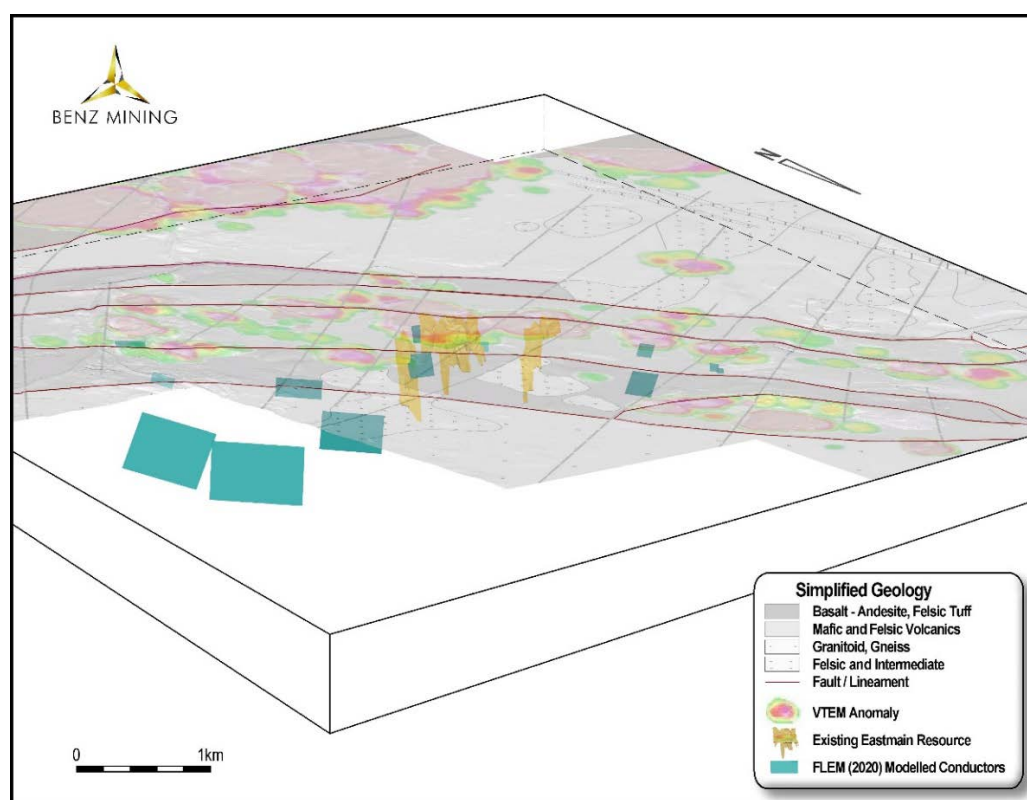 BENZ MINING
N
Simplified Geology
Basalt - Andesite, Felsic Tuff
Mafic and Felsic Volcanics
Granitoid, Gneiss
Felsic and Intermediate
Fault / Lineament
VTEM Anomaly
Existing Eastmain Resource
FLEM (2020) Modelled Conductors
0 1km